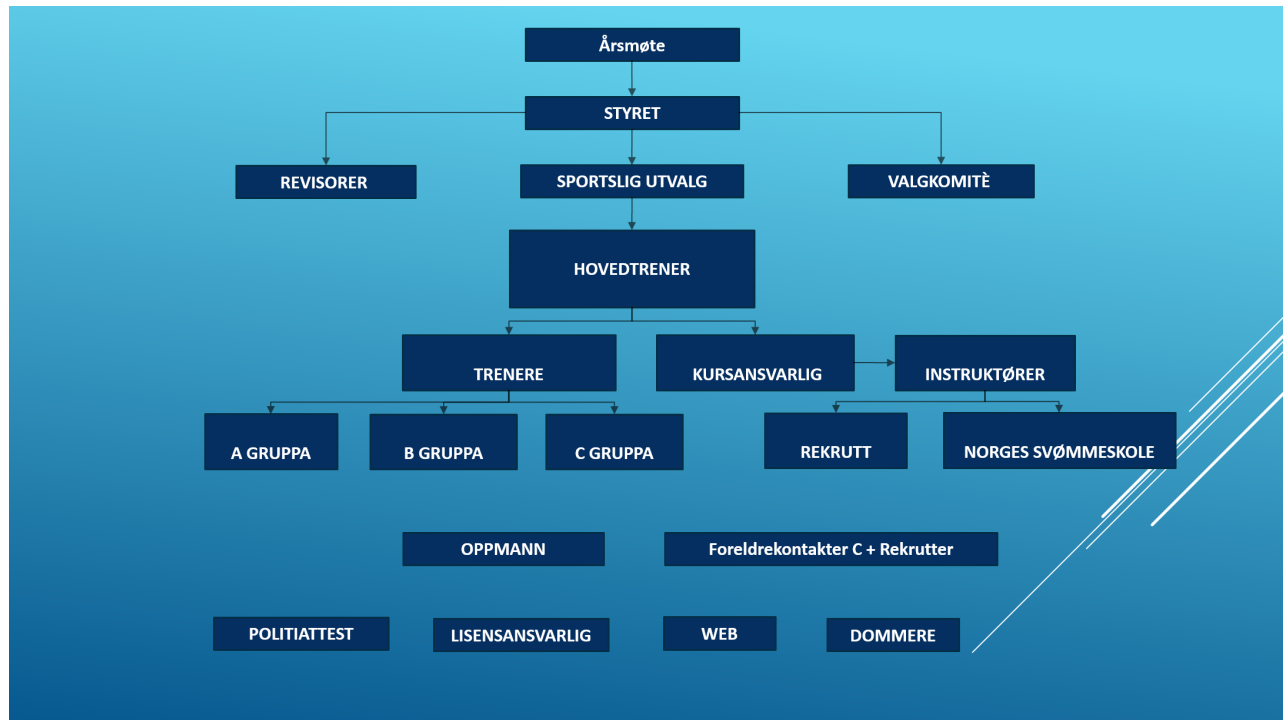 Årsmøte
STYRET
REVISORER
SPORTSLIG UTVALG
VALGKOMITÈ
HOVEDTRENER
TRENERE
KURSANSVARLIG
INSTRUKTØRER
A GRUPPA
B GRUPPA
C GRUPPA
REKRUTT
NORGES SVØMMESKOLE
OPPMANN
Foreldrekontakter C + Rekrutter
POLITIATTEST
LISENSANSVARLIG
WEB
DOMMERE